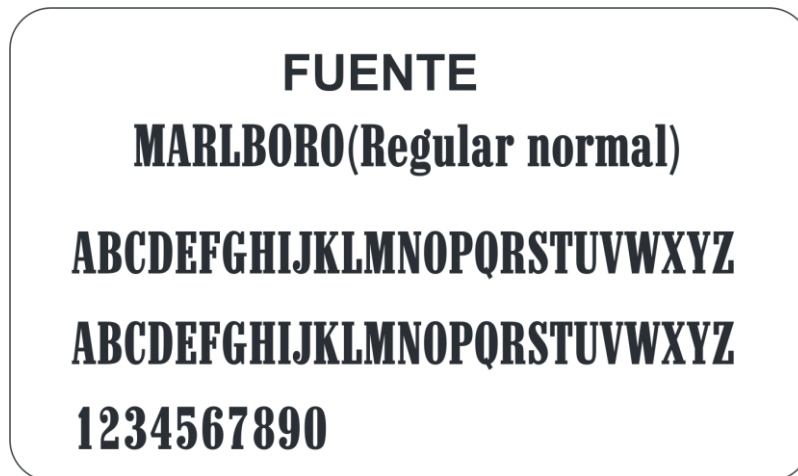 FUENTE
MARLBORO(Regular normal)
ABCDEFGHIJKLMNOPQRSTUVWXYZ
ABCDEFGHIJKLMNOPQRSTUVWXYZ
1234567890